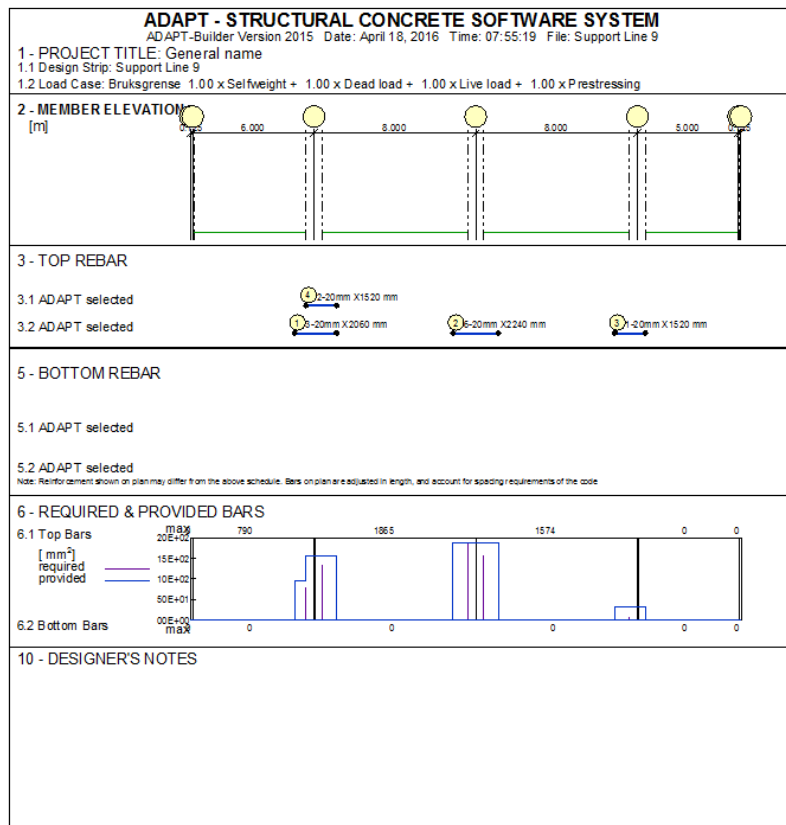 ADAPT - STRUCTURAL CONCRETE SOFTWARE SYSTEM
ADAPT-Builder Version 2015 Date: April 18, 2016 Time: 07:55:19 File: Support Line 9
1 - PROJECT TITLE: General name
1.1 Design Strip: Support Line 9
1.2 Load Case: Bruksgrense 1.00 x Selfweight + 1.00 x Dead load + 1.00 x Live load + 1.00 x Prestressing
2 - MEMBER ELEVATION
[m] 6.000 8.000 8.000 5.000
3 - TOP REBAR
3.1 ADAPT selected 4 2-20mm X1520 mm
3.2 ADAPT selected 1 3-20mm X2060 mm 2 6-20mm X2240 mm 3 1-20mm X1520 mm
5 - BOTTOM REBAR
5.1 ADAPT selected
5.2 ADAPT selected
Note: Reinforcement shown on plan may differ from the above schedule. Bars on plan are adjusted in length, and account for spacing requirements of the code
6 - REQUIRED & PROVIDED BARS
6.1 Top Bars max 790 1865 1574 0 0
20E+02
[ mm²] 15E+02
required
provided 10E+02
50E+01
00E+00
6.2 Bottom Bars max 0 0 0 0 0
10 - DESIGNER'S NOTES